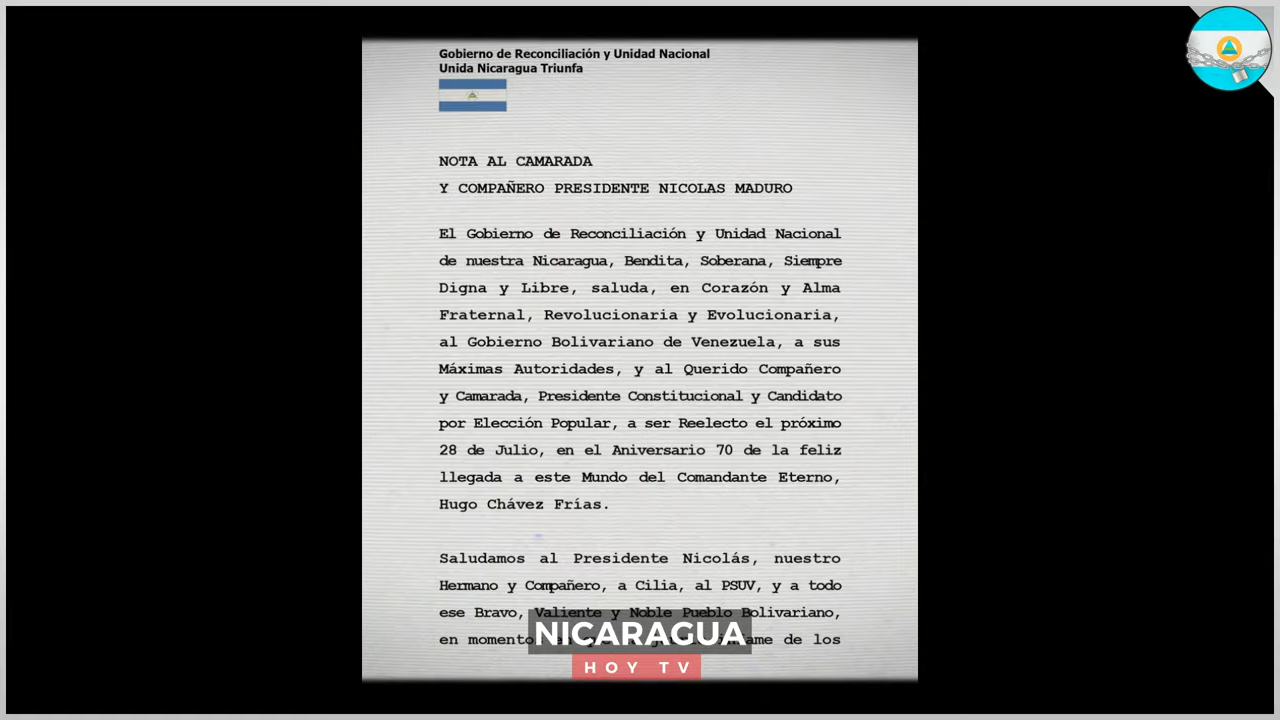 Gobierno de Reconciliación y Unidad Nacional
Unida Nicaragua Triunfa
NOTA AL CAMARADA
Y COMPAÑERO PRESIDENTE NICOLAS MADURO
El Gobierno de Reconciliación y Unidad Nacional
de nuestra Nicaragua, Bendita, Soberana, Siempre
Digna y Libre, saluda, en Corazón y Alma
Fraternal, Revolucionaria y Evolucionaria,
al Gobierno Bolivariano de Venezuela, a sus
Máximas Autoridades, y al Querido Compañero
y Camarada, Presidente Constitucional y Candidato
por Elección Popular, a ser Reelecto el próximo
28 de Julio, en el Aniversario 70 de la feliz
llegada a este Mundo del Comandante Eterno,
Hugo Chávez Frías.
Saludamos al Presidente Nicolás, nuestro
Hermano y Compañero, a Cilia, al PSUV, y a todo
ese Bravo, Valiente y Noble Pueblo Bolivariano,
en de los
NICARAGUA
HOY TV